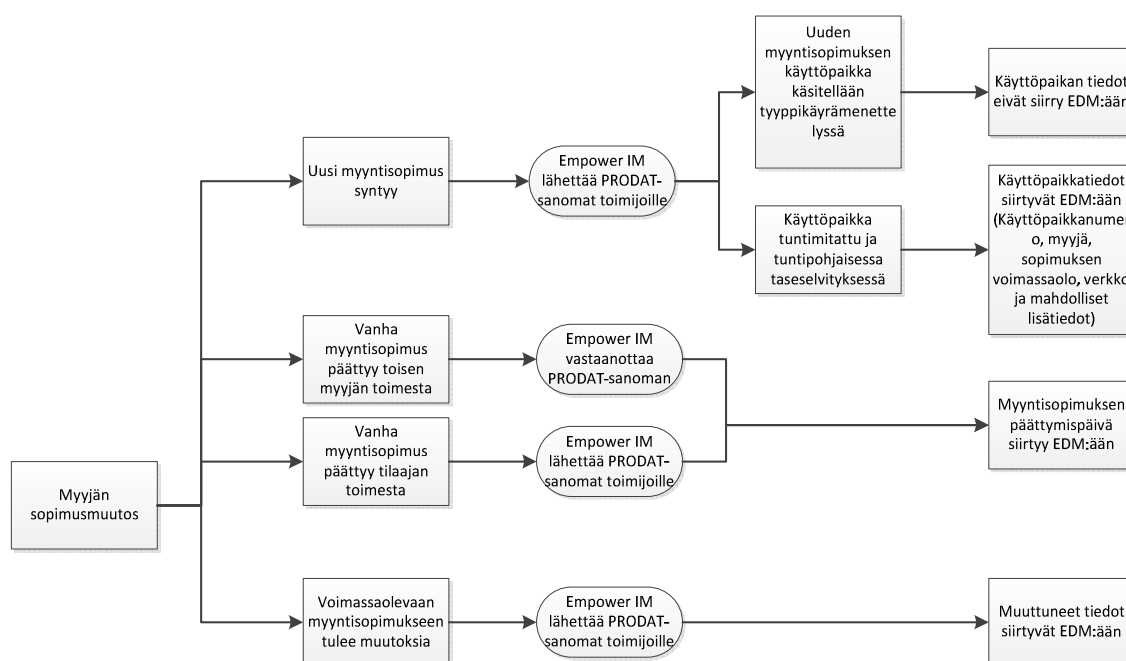 Uuden
myyntisopimuksen
käyttöpaikka
käsitellään
tyyppikäyrämenette
lyssä
Käyttöpaikan tiedot
eivät siirry EDM:ään
Uusi myyntisopimus
syntyy
Empower IM
lähettää PRODAT-
sanomat toimijoille
Käyttöpaikka
tuntimitattu ja
tuntipohjaisessa
taseselvityksessä
Käyttöpaikkatiedot
siirtyvät EDM:ään
(Käyttöpaikkanumer
o, myyjä,
sopimuksen
voimassaolo, verkko
ja mahdolliset
lisätiedot)
Vanha
myyntisopimus
päättyy toisen
myyjän toimesta
Empower IM
vastaanottaa
PRODAT-sanoman
Vanha
myyntisopimus
päättyy tilaajan
toimesta
Empower IM
lähettää PRODAT-
sanomat toimijoille
Myyntisopimuksen
päättymispäivä
siirtyy EDM:ään
Myyjän
sopimusmuutos
Voimassaolevaan
myyntisopimukseen
tulee muutoksia
Empower IM
lähettää PRODAT-
sanomat toimijoille
Muuttuneet tiedot
siirtyvät EDM:ään